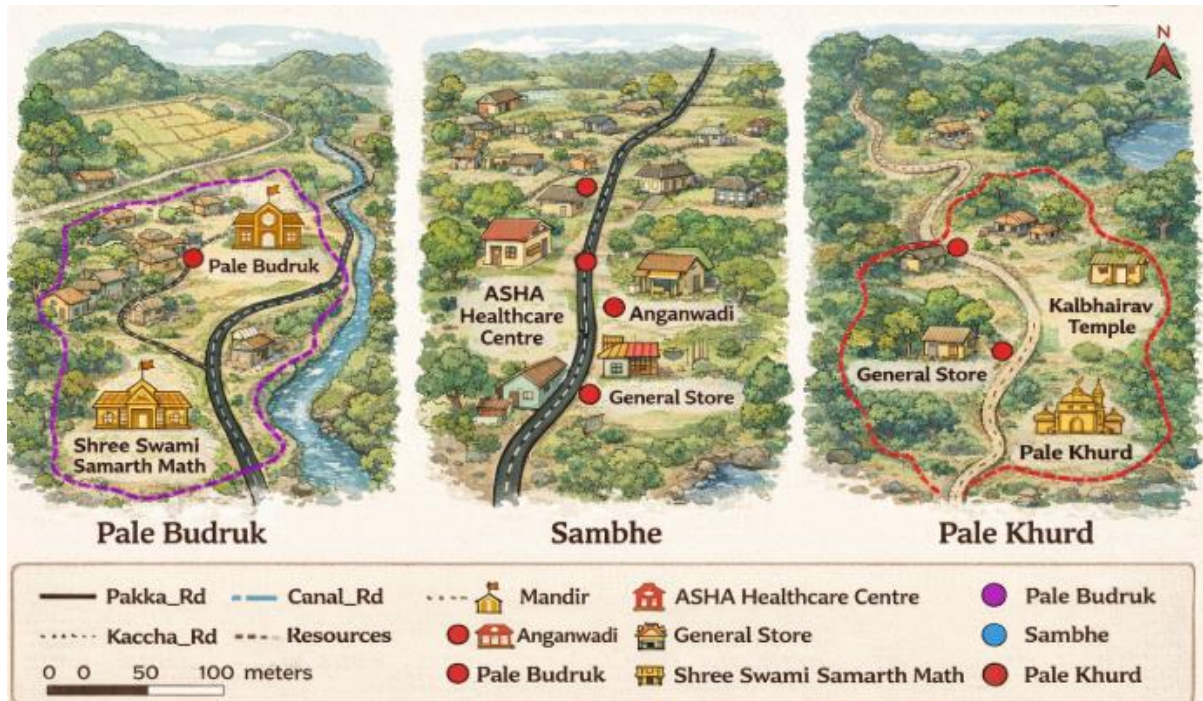 N
Pale Budruk
Shree Swami
Samarth Math
Pale Budruk
ASHA
Healthcare
Centre
Anganwadi
General Store
Sambhe
Kalbhairav
Temple
General Store
Pale Khurd
Pale Khurd
Pakka_Rd
Canal_Rd
Mandir
ASHA Healthcare Centre
Pale Budruk
Kaccha_Rd
Resources
Anganwadi
General Store
Sambhe
0 0 50 100 meters
Pale Budruk
Shree Swami Samarth Math
Pale Khurd